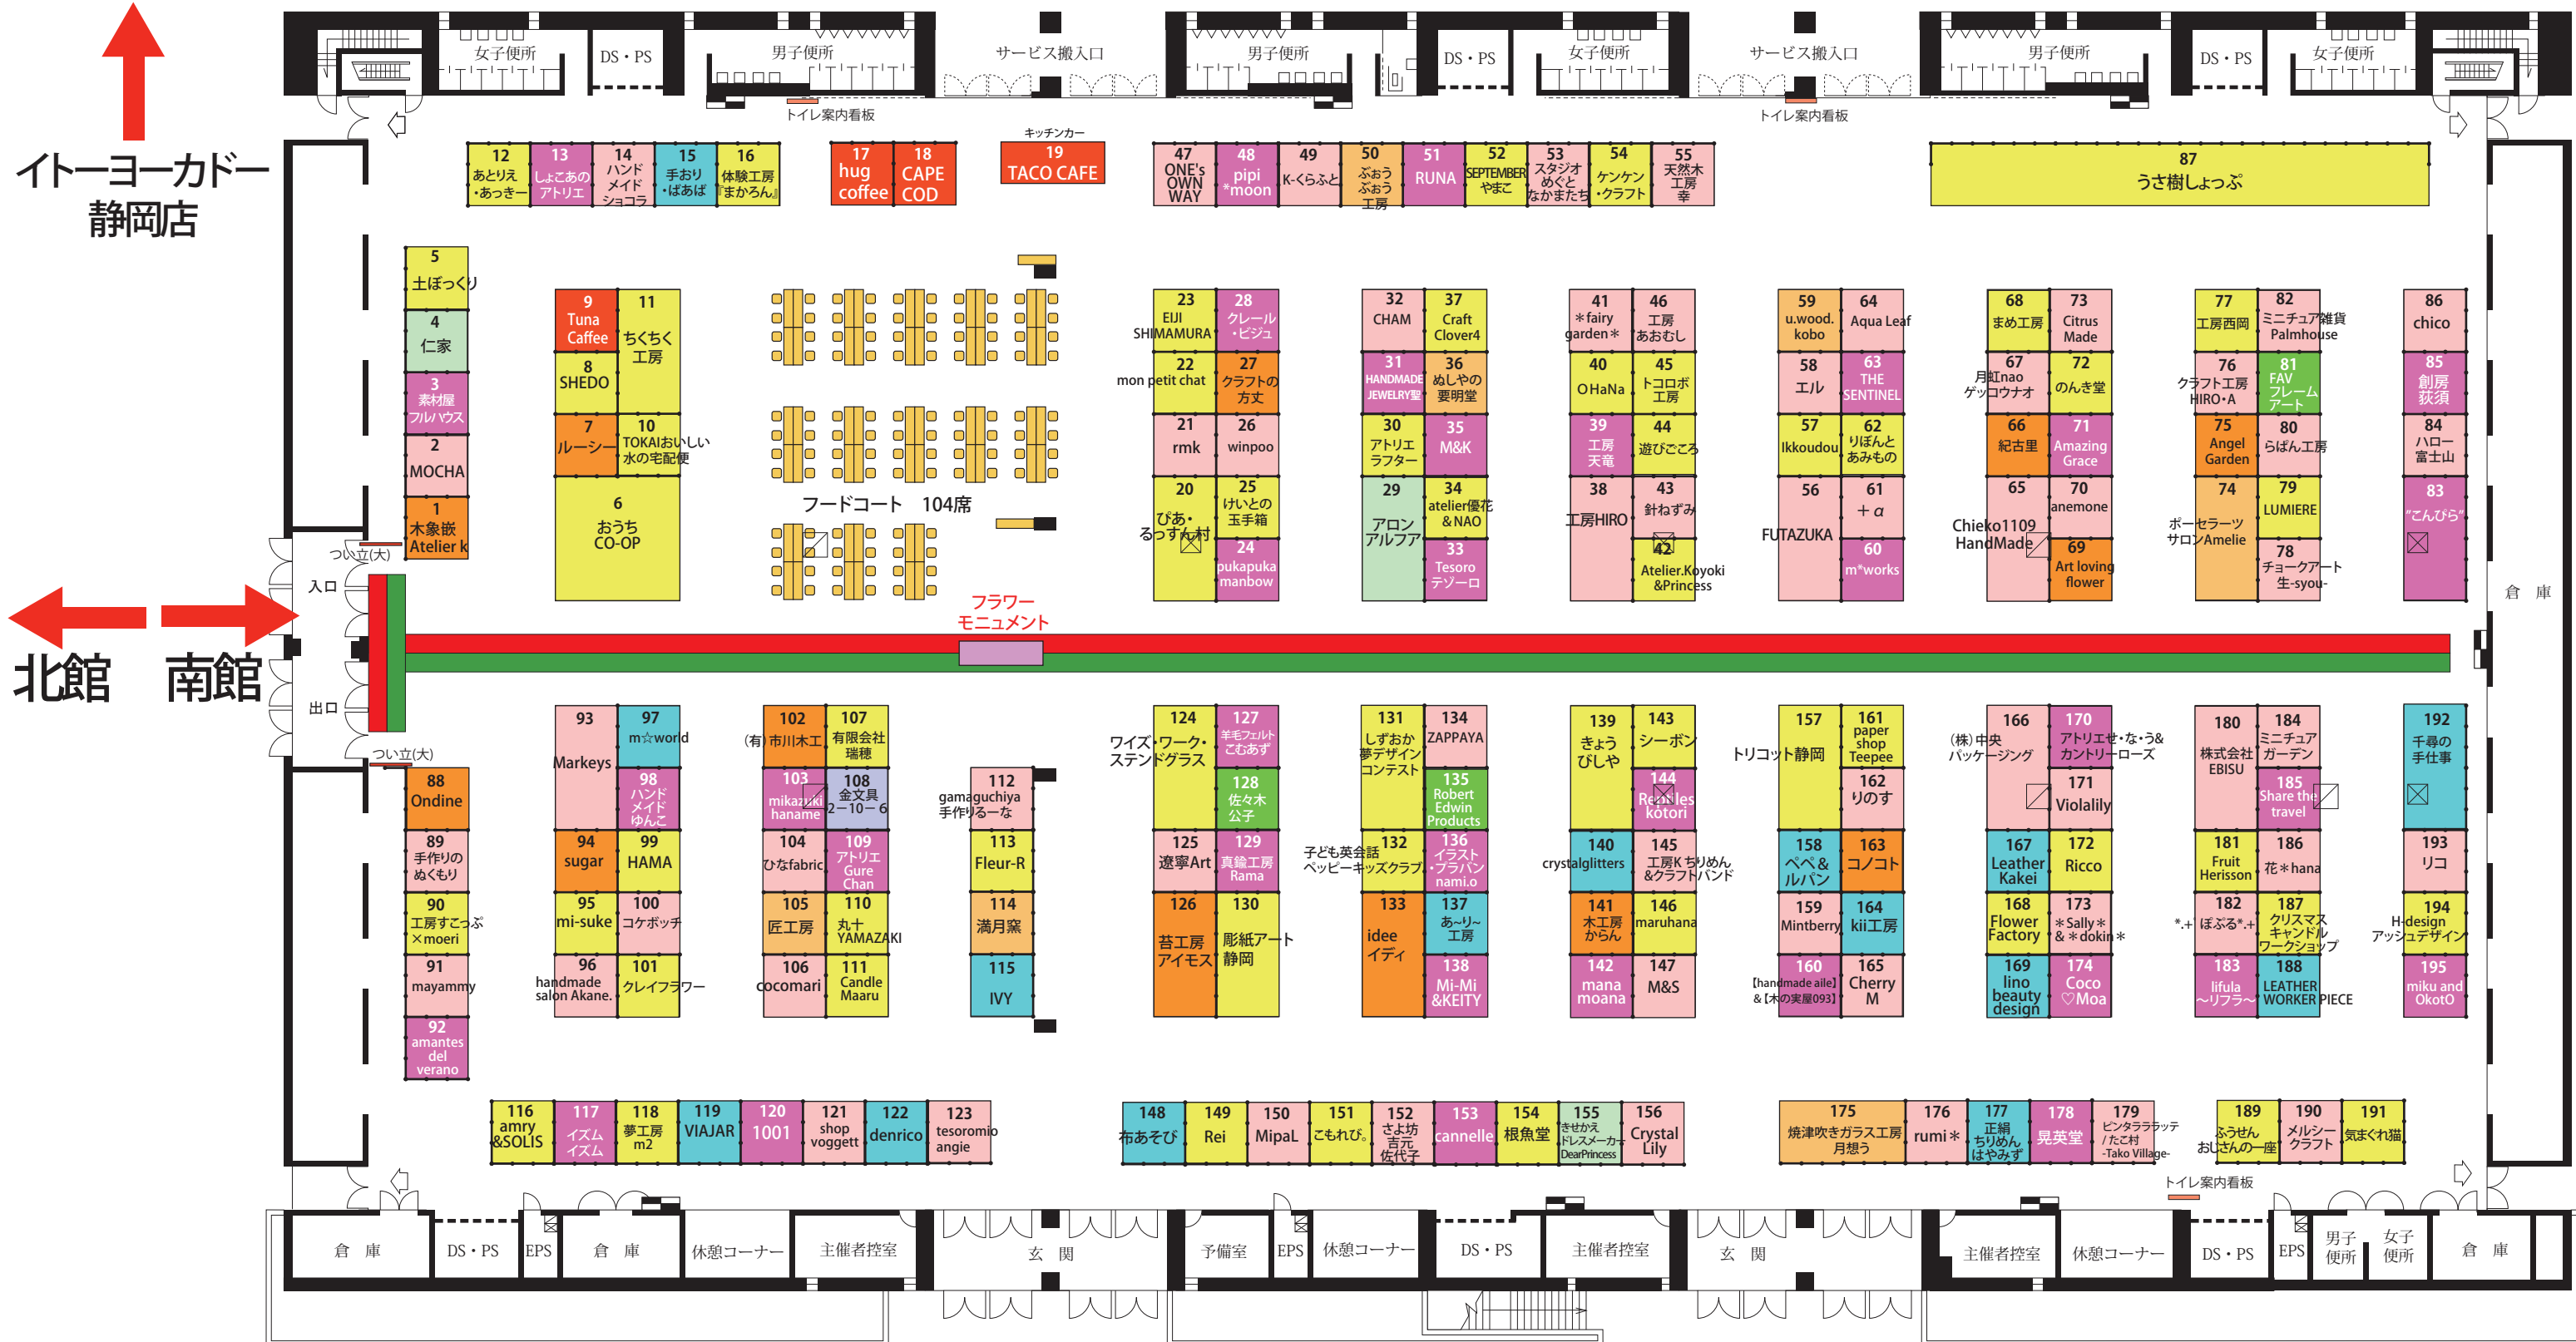 女子便所
DS・PS
男子便所
サービス搬入口
男子便所
DS・PS
女子便所
サービス搬入口
男子便所
DS・PS
女子便所
トイレ案内看板
トイレ案内看板
イトーヨーカドー
静岡店
12
あとりえ
・あっきー
13
しょこあの
アトリエ
14
ハンド
メイド
ショコラ
15
手おり
・ばあば
16
体験工房
『まかろん』
17
hug
coffee
18
CAPE
COD
キッチンカー
19
TACO CAFE
47
ONE's
OWN
WAY
48
pipi
*moon
49
K-くらふと
50
ぶぉう
ぶぉう
工房
51
RUNA
52
SEPTEMBER
やまこ
53
スタジオ
めぐと
なかまたち
54
ケンケン
・クラフト
55
天然木
工房
幸
87
うさ樹しょっぷ
5
土ぼっくり
4
仁家
3
素材屋
フルハウス
2
MOCHA
1
木象嵌
Atelier k
つい立(大)
9
Tuna
Caffee
8
SHEDO
7
ルーシー
11
ちくちく
工房
10
TOKAIおいしい
水の宅配便
6
おうち
CO-OP
フードコート　104席
23
EIJI
SHIMAMURA
22
mon petit chat
21
rmk
20
ぴあ・
るっすん村
28
クレール
・ビジュ
27
クラフトの
方丈
26
winpoo
25
けいとの
玉手箱
24
pukapuka
manbow
32
CHAM
31
HANDMADE
JEWELRY聖
30
アトリエ
ラフター
29
アロン
アルフア
37
Craft
Clover4
36
ぬしやの
要明堂
35
M&K
34
atelier優花
& NAO
33
Tesoro
テゾーロ
41
＊fairy
garden＊
40
OHaNa
39
工房
天竜
38
工房HIRO
46
工房
あおむし
45
トコロボ
工房
44
遊びごころ
43
針ねずみ
42
Atelier.Koyoki
&Princess
59
u.wood.
kobo
58
エル
57
Ikkoudou
56
FUTAZUKA
64
Aqua Leaf
63
THE
SENTINEL
62
りぼんと
あみもの
61
＋α
60
m*works
68
まめ工房
67
月虹nao
ゲッコウナオ
66
紀古里
65
Chieko1109
HandMade
73
Citrus
Made
72
のんき堂
71
Amazing
Grace
70
anemone
69
Art loving
flower
77
工房西岡
76
クラフト工房
HIRO・A
75
Angel
Garden
74
ポーセラーツ
サロンAmelie
82
ミニチュア雑貨
Palmhouse
81
FAV
フレーム
アート
80
らぱん工房
79
LUMIERE
78
チョークアート
生-syou-
86
chico
85
創房
荻須
84
ハロー
富士山
83
"こんぴら"
倉　庫
入口
北館
南館
出口
フラワー
モニュメント
つい立(大)
88
Ondine
89
手作りの
ぬくもり
90
工房すこっぷ
×moeri
91
mayammy
92
amantes
del
verano
93
Markeys
94
sugar
95
mi-suke
96
handmade
salon Akane.
97
m☆world
98
ハンド
メイド
ゆんこ
99
HAMA
100
コケボッチ
101
クレイフラワー
102
(有)市川木工
103
mikazuki
haname
104
ひなfabric
105
匠工房
106
cocomari
107
有限会社
瑞穂
108
金文具
2－10－6
109
アトリエ
Gure
Chan
110
丸十
YAMAZAKI
111
Candle
Maaru
112
gamaguchiya
手作りるーな
113
Fleur-R
114
満月窯
115
IVY
124
ワイズ・ワーク・
ステンドグラス
125
遼寧Art
126
苔工房
アイモス
127
羊毛フェルト
こむあず
128
佐々木
公子
129
真鍮工房
Rama
130
彫紙アート
静岡
131
しずおか
夢デザイン
コンテスト
132
子ども英会話
ペッピーキッズクラブ
133
idee
イディ
134
ZAPPAYA
135
Robert
Edwin
Products
136
イラスト
・プラバン
nami.o
137
あ~り~
工房
138
Mi-Mi
&KEITY
139
きょう
びしや
140
crystalglitters
141
木工房
からん
142
mana
moana
143
シーボン
144
Reptiles
kotori
145
工房K ちりめん
&クラフトバンド
146
maruhana
147
M&S
157
トリコット静岡
158
ペペ＆
ルパン
159
Mintberry
160
【handmade aile】
&【木の実屋093】
161
paper
shop
Teepee
162
りのす
163
コノコト
164
kii工房
165
Cherry
M
166
(株)中央
パッケージング
167
Leather
Kakei
168
Flower
Factory
169
lino
beauty
design
170
アトリエせ・な・う&
カントリーローズ
171
Violalily
172
Ricco
173
＊Sally＊
&＊dokin＊
174
Coco
♡Moa
180
株式会社
EBISU
181
Fruit
Herisson
182
*.+ ぽぷる*.+
183
lifula
～リフラ～
184
ミニチュア
ガーデン
185
Share the
travel
186
花＊hana
187
クリスマス
キャンドル
ワークショップ
188
LEATHER
WORKER PIECE
192
千尋の
手仕事
193
リコ
194
H-design
アッシュデザイン
195
miku and
OkotO
116
amry
&SOLIS
117
イズム
イズム
118
夢工房
m2
119
VIAJAR
120
1001
121
shop
voggett
122
denrico
123
tesoromio
angie
148
布あそび
149
Rei
150
MipaL
151
こもれび。
152
さよ坊
吉元
佐代子
153
cannelle
154
根魚堂
155
きせかえ
ドレスメーカー
DearPrincess
156
Crystal
Lily
175
焼津吹きガラス工房
月想う
176
rumi＊
177
正絹
ちりめん
はやみず
178
晃英堂
179
ピンタラララッテ
/ たこ村
-Tako Village-
189
ふうせん
おじさんの一座
190
メルシー
クラフト
191
気まぐれ猫
トイレ案内看板
倉　庫
DS・PS
EPS
倉　庫
休憩コーナー
主催者控室
玄　関
予備室
EPS
休憩コーナー
DS・PS
主催者控室
玄　関
主催者控室
休憩コーナー
DS・PS
EPS
男子
便所
女子
便所
倉　庫